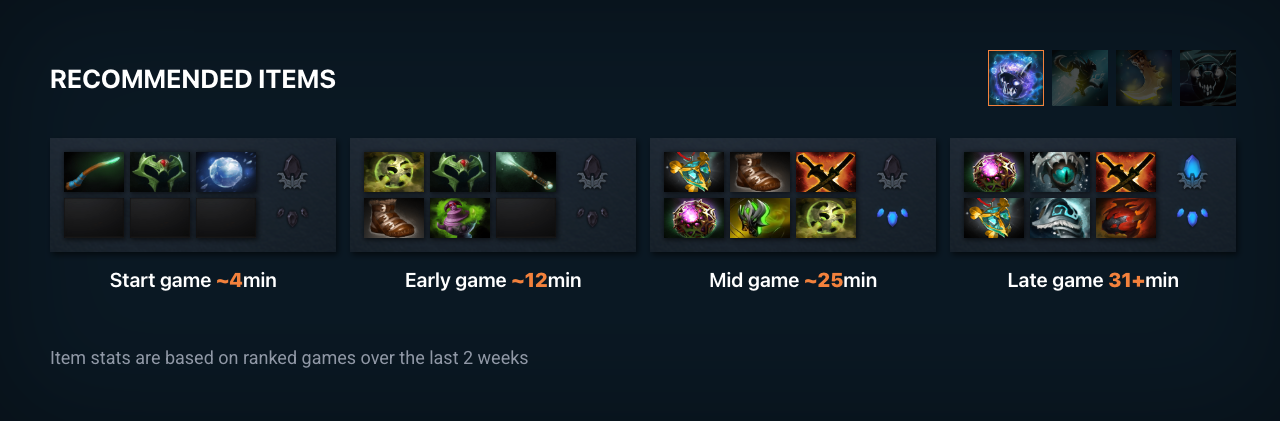 RECOMMENDED ITEMS
Start game ~4min
Early game ~12min
Mid game ~25min
Late game 31+min
Item stats are based on ranked games over the last 2 weeks